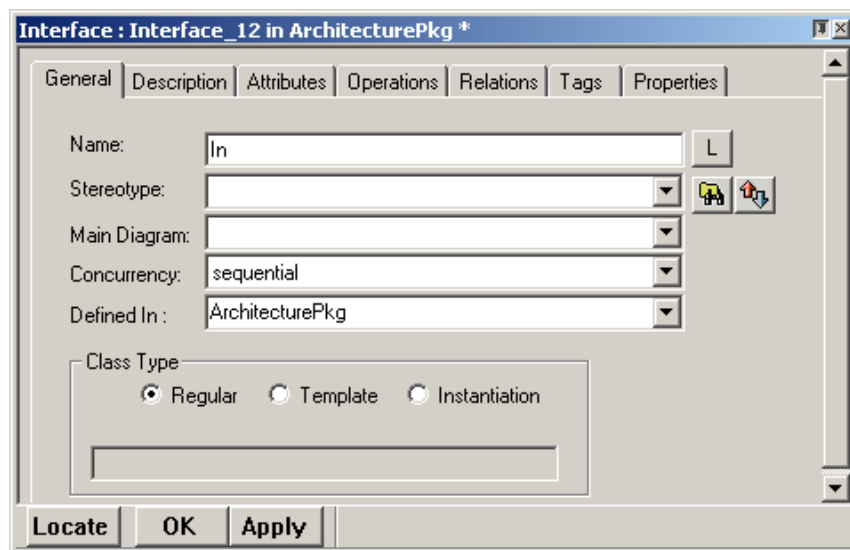 Interface : Interface_12 in ArchitecturePkg *
General Description Attributes Operations Relations Tags Properties
Name: In L
Stereotype:
Main Diagram:
Concurrency: sequential
Defined In : ArchitecturePkg
Class Type
Regular Template Instantiation
Locate OK Apply